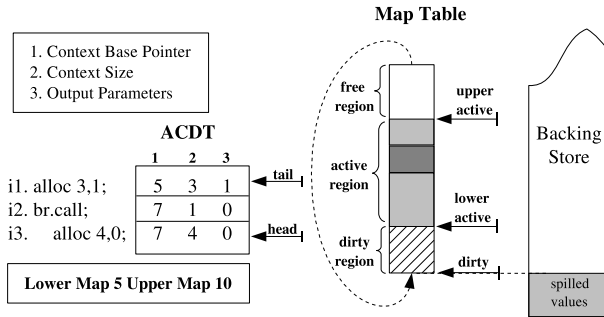 Map Table
1. Context Base Pointer
2. Context Size
3. Output Parameters
free
region
upper
active
ACDT
1 2 3
i1. alloc 3,1; 5 3 1
tail
i2. br.call; 7 1 0
i3. alloc 4,0; 7 4 0
head
active
region
lower
active
dirty
region
dirty
Backing
Store
spilled
values
Lower Map 5 Upper Map 10